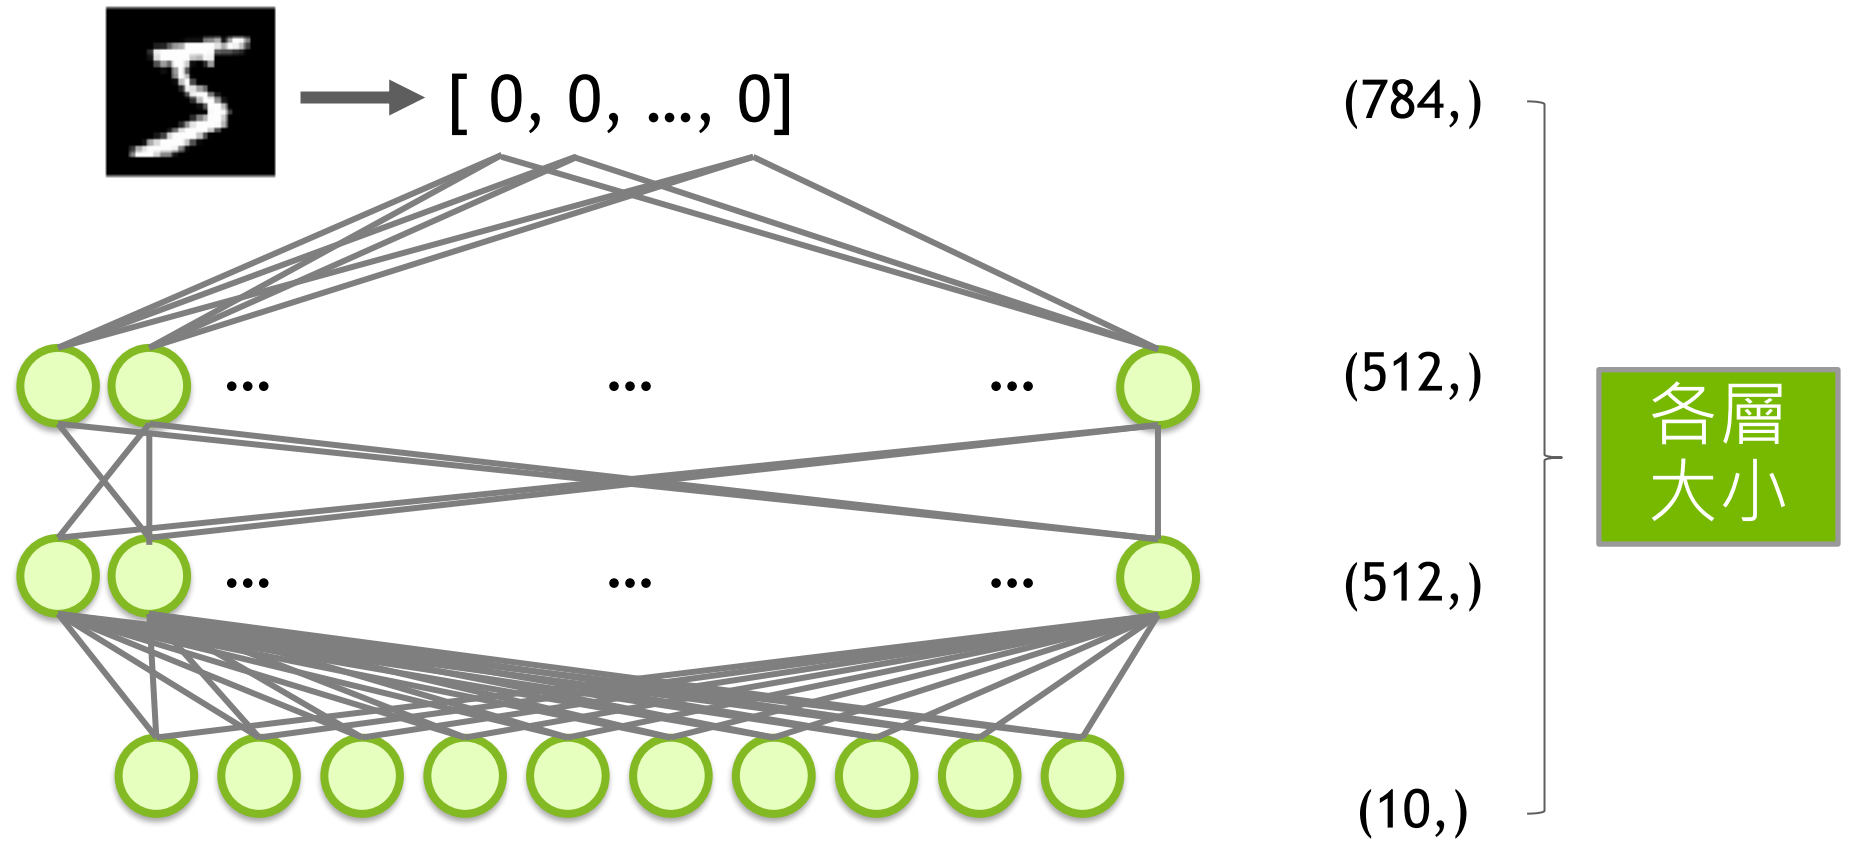 [ 0, 0, …, 0]
(784,)
… … …
(512,)
… … …
(512,)
(10,)
各層
大小